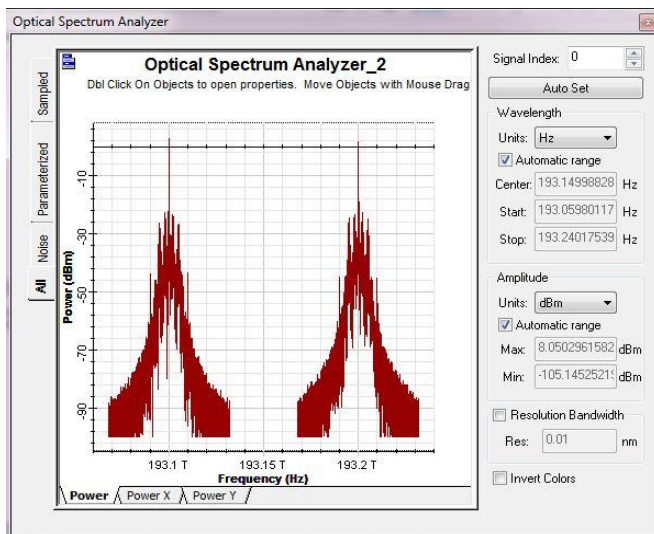 Optical Spectrum Analyzer
Optical Spectrum Analyzer_2
Dbl Click On Objects to open properties. Move Objects with Mouse Drag
Sampled
Parameterized
Noise
All
Power (dBm)
-10
-30
-50
-70
-90
193.1 T
193.15 T
193.2 T
Frequency (Hz)
Power
Power X
Power Y
Signal Index: 0
Auto Set
Wavelength
Units: Hz
Automatic range
Center: 193.14998828 Hz
Start: 193.05980117 Hz
Stop: 193.24017539 Hz
Amplitude
Units: dBm
Automatic range
Max: 8.0502961582 dBm
Min: -105.1452521 dBm
Resolution Bandwidth
Res: 0.01 nm
Invert Colors